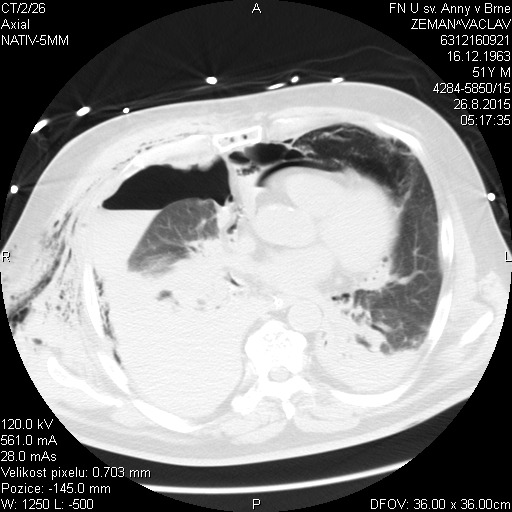 CT/2/26
Axial
NATIV-5MM
A
FN U sv. Anny v Brne
ZEMAN^VACLAV
6312160921
16.12.1963
51Y M
4284-5850/15
26.8.2015
05:17:35
R
L
120.0 kV
561.0 mA
28.0 mAs
Velikost pixelu: 0.703 mm
Pozice: -145.0 mm
W: 1250 L: -500
P
DFOV: 36.00 x 36.00cm